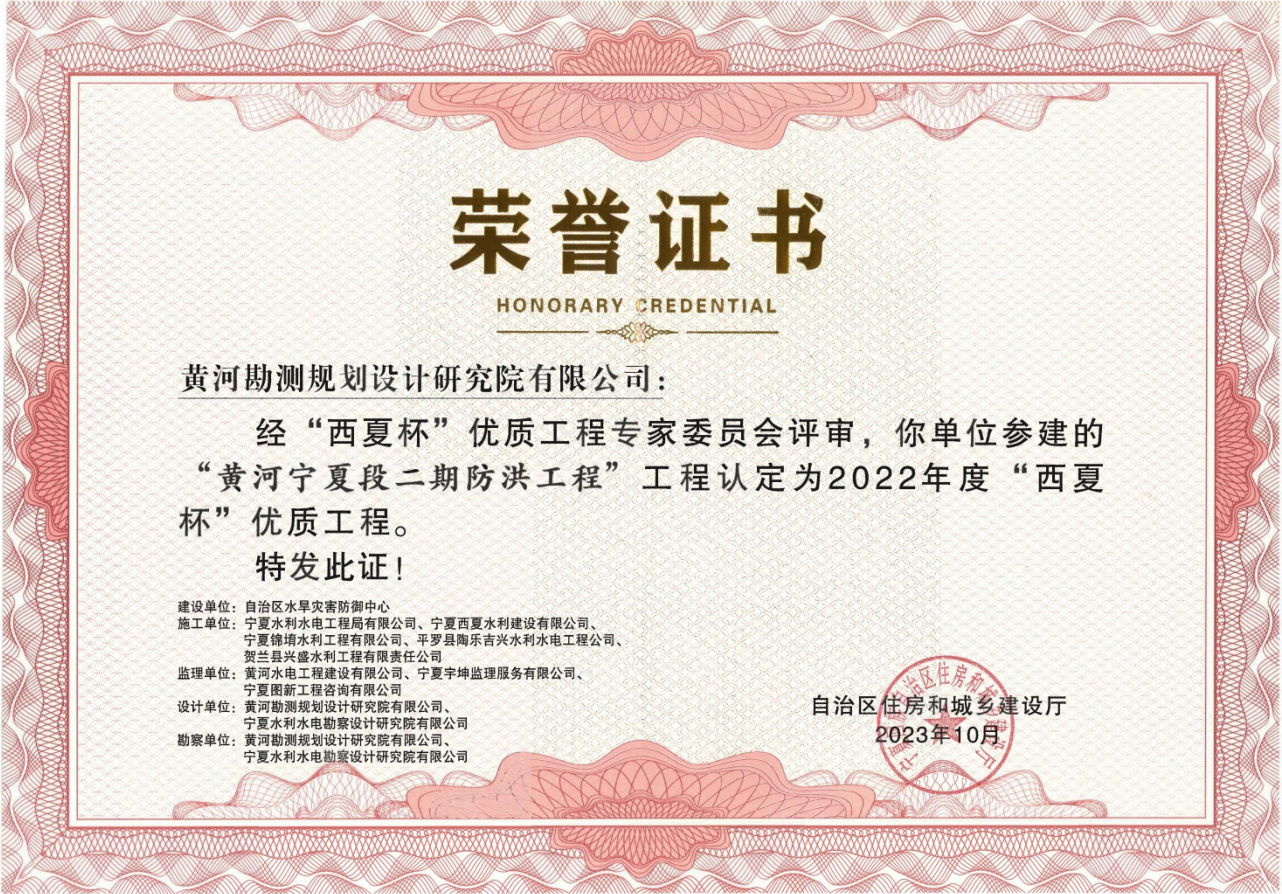 荣誉证书
HONORARY CREDENTIAL
黄河勘测规划设计研究院有限公司：
经“西夏杯”优质工程专家委员会评审，你单位参建的
“黄河宁夏段二期防洪工程”工程认定为2022年度“西夏
杯”优质工程。
特发此证！
建设单位：自治区水旱灾害防御中心
施工单位：宁夏水利水电工程局有限公司、宁夏西夏水利建设有限公司、
宁夏锦堉水利工程有限公司、平罗县陶乐吉兴水利水电工程公司、
贺兰县兴盛水利工程有限责任公司
监理单位：黄河水电工程建设有限公司、宁夏宇坤监理服务有限公司、
宁夏图新工程咨询有限公司
设计单位：黄河勘测规划设计研究院有限公司、
宁夏水利水电勘察设计研究院有限公司
勘察单位：黄河勘测规划设计研究院有限公司、
宁夏水利水电勘察设计研究院有限公司
自治区住房和城乡建设厅
2023年10月